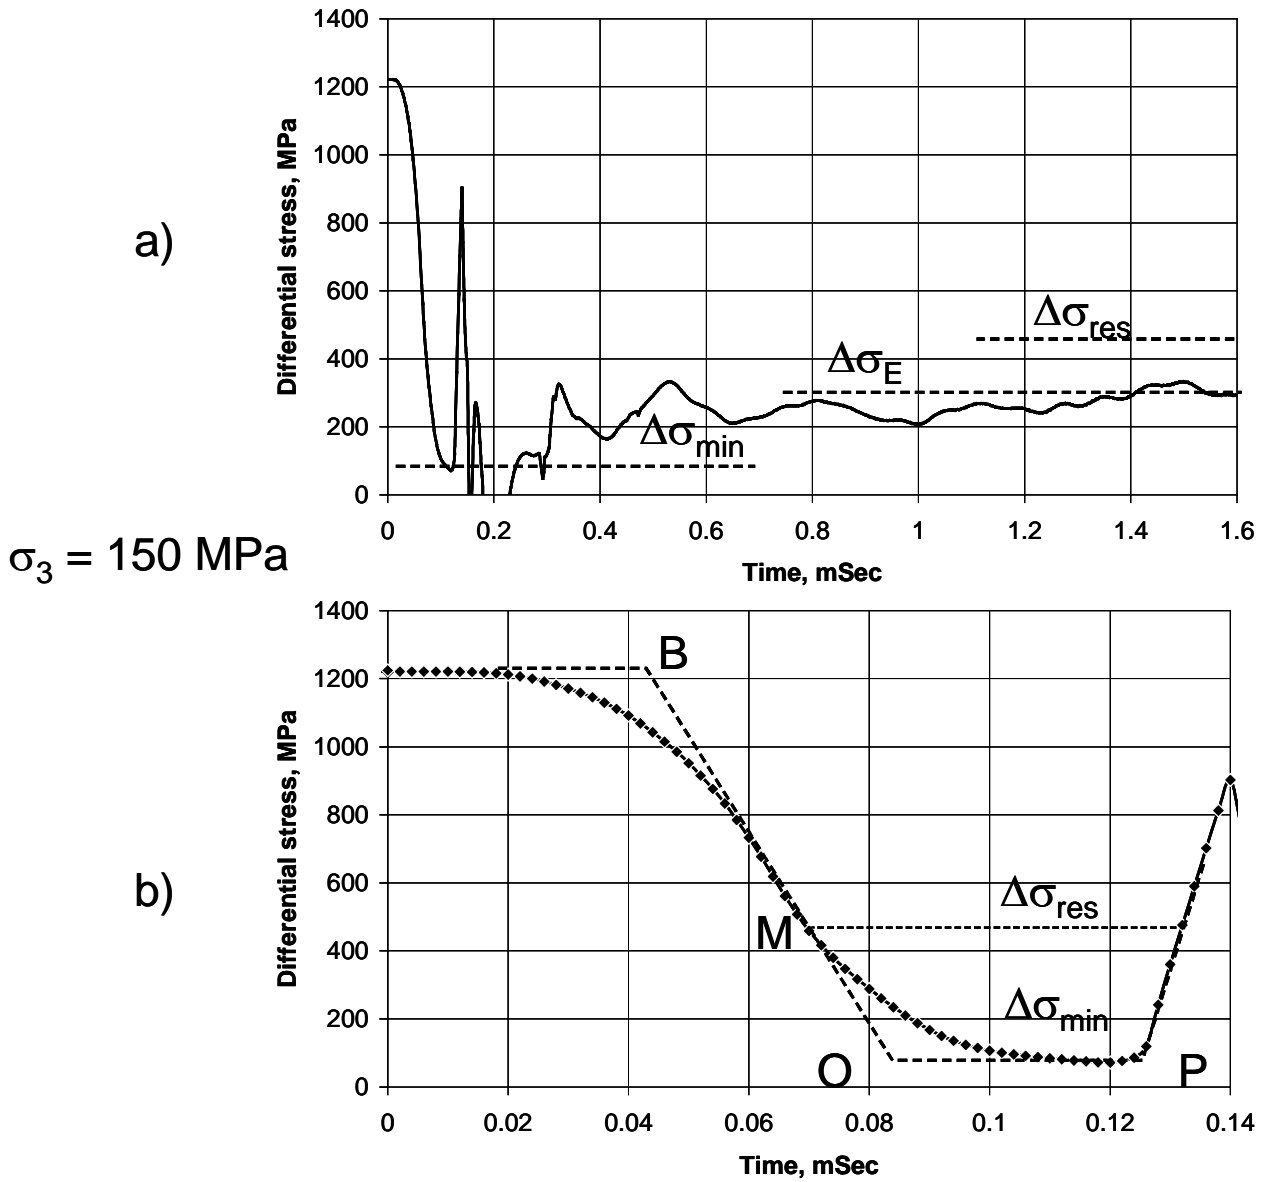 a)
Differential stress, MPa
1400
1200
1000
800
600
400
200
0
Δσres
ΔσE
Δσmin
0 0.2 0.4 0.6 0.8 1 1.2 1.4 1.6
Time, mSec
σ3 = 150 MPa
b)
Differential stress, MPa
1400
1200
1000
800
600
400
200
0
B
M
Δσres
Δσmin
O
P
0 0.02 0.04 0.06 0.08 0.1 0.12 0.14
Time, mSec